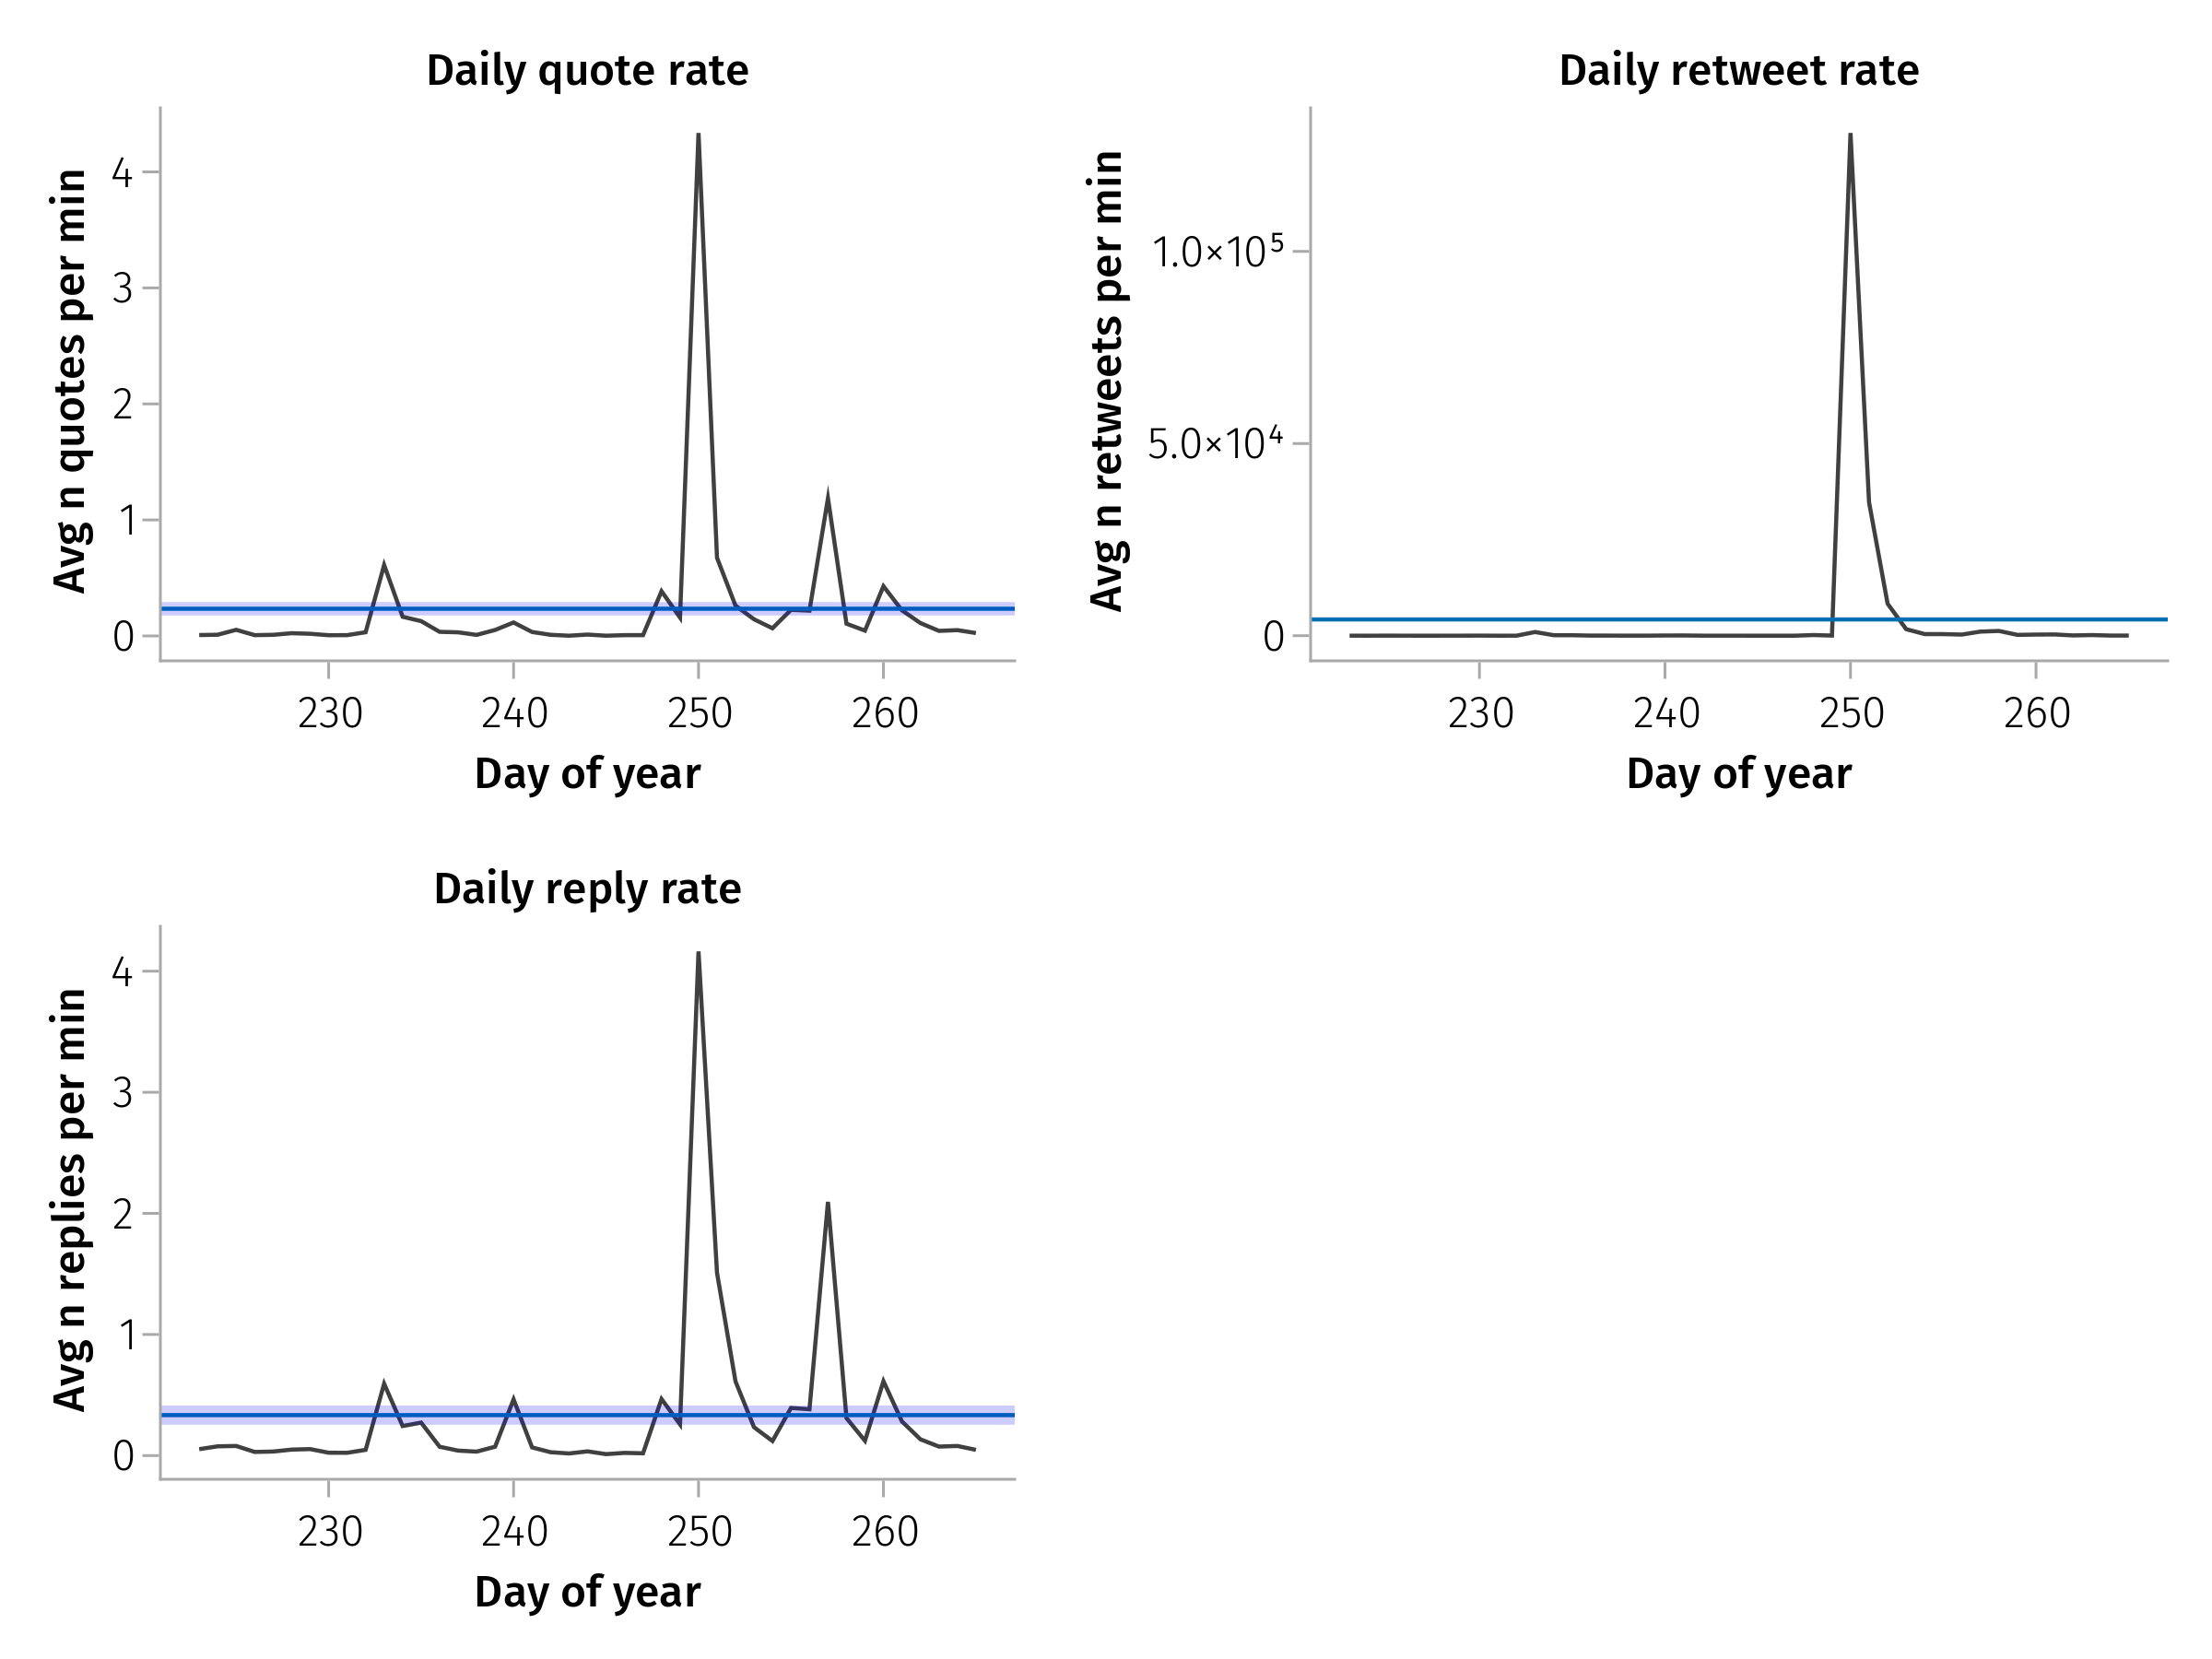 Daily quote rate
Avg n quotes per min
4
3
2
1
0
230 240 250 260
Day of year
Daily retweet rate
Avg n retweets per min
1.0×10⁵
5.0×10⁴
0
230 240 250 260
Day of year
Daily reply rate
Avg n replies per min
4
3
2
1
0
230 240 250 260
Day of year